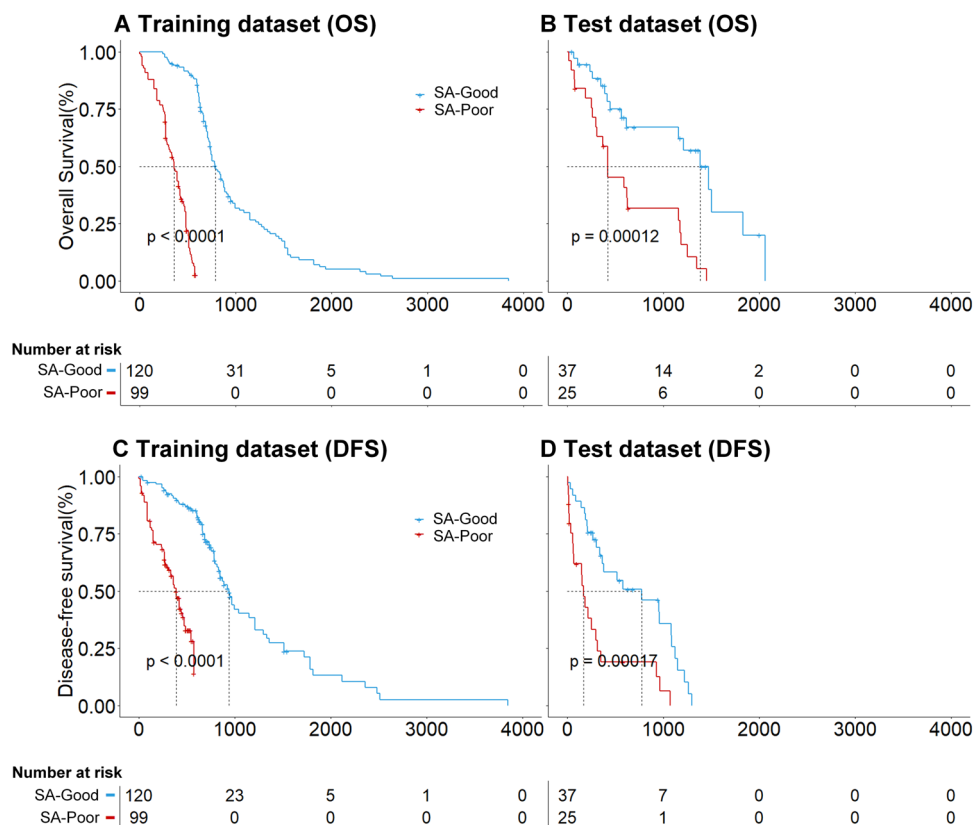 A Training dataset (OS)
B Test dataset (OS)
Overall Survival(%)
1.00
0.75
0.50
0.25
0.00
SA-Good
SA-Poor
p < 0.0001
p = 0.00012
0 1000 2000 3000 4000
0 1000 2000 3000 4000
Number at risk
SA-Good 120 31 5 1 0 37 14 2 0 0
SA-Poor 99 0 0 0 0 25 6 0 0 0
C Training dataset (DFS)
D Test dataset (DFS)
Disease-free survival(%)
1.00
0.75
0.50
0.25
0.00
SA-Good
SA-Poor
p < 0.0001
p = 0.00017
0 1000 2000 3000 4000
0 1000 2000 3000 4000
Number at risk
SA-Good 120 23 5 1 0 37 7 0 0 0
SA-Poor 99 0 0 0 0 25 1 0 0 0